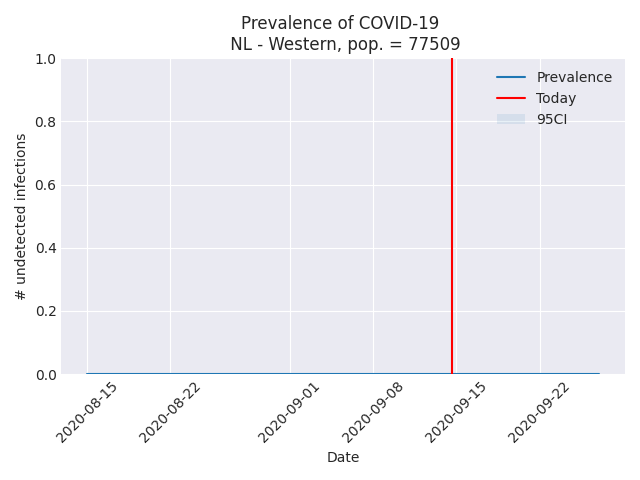 Prevalence of COVID-19
NL - Western, pop. = 77509
1.0
0.8
0.6
0.4
0.2
0.0
# undetected infections
Prevalence
Today
95CI
2020-08-15
2020-08-22
2020-09-01
2020-09-08
2020-09-15
2020-09-22
Date